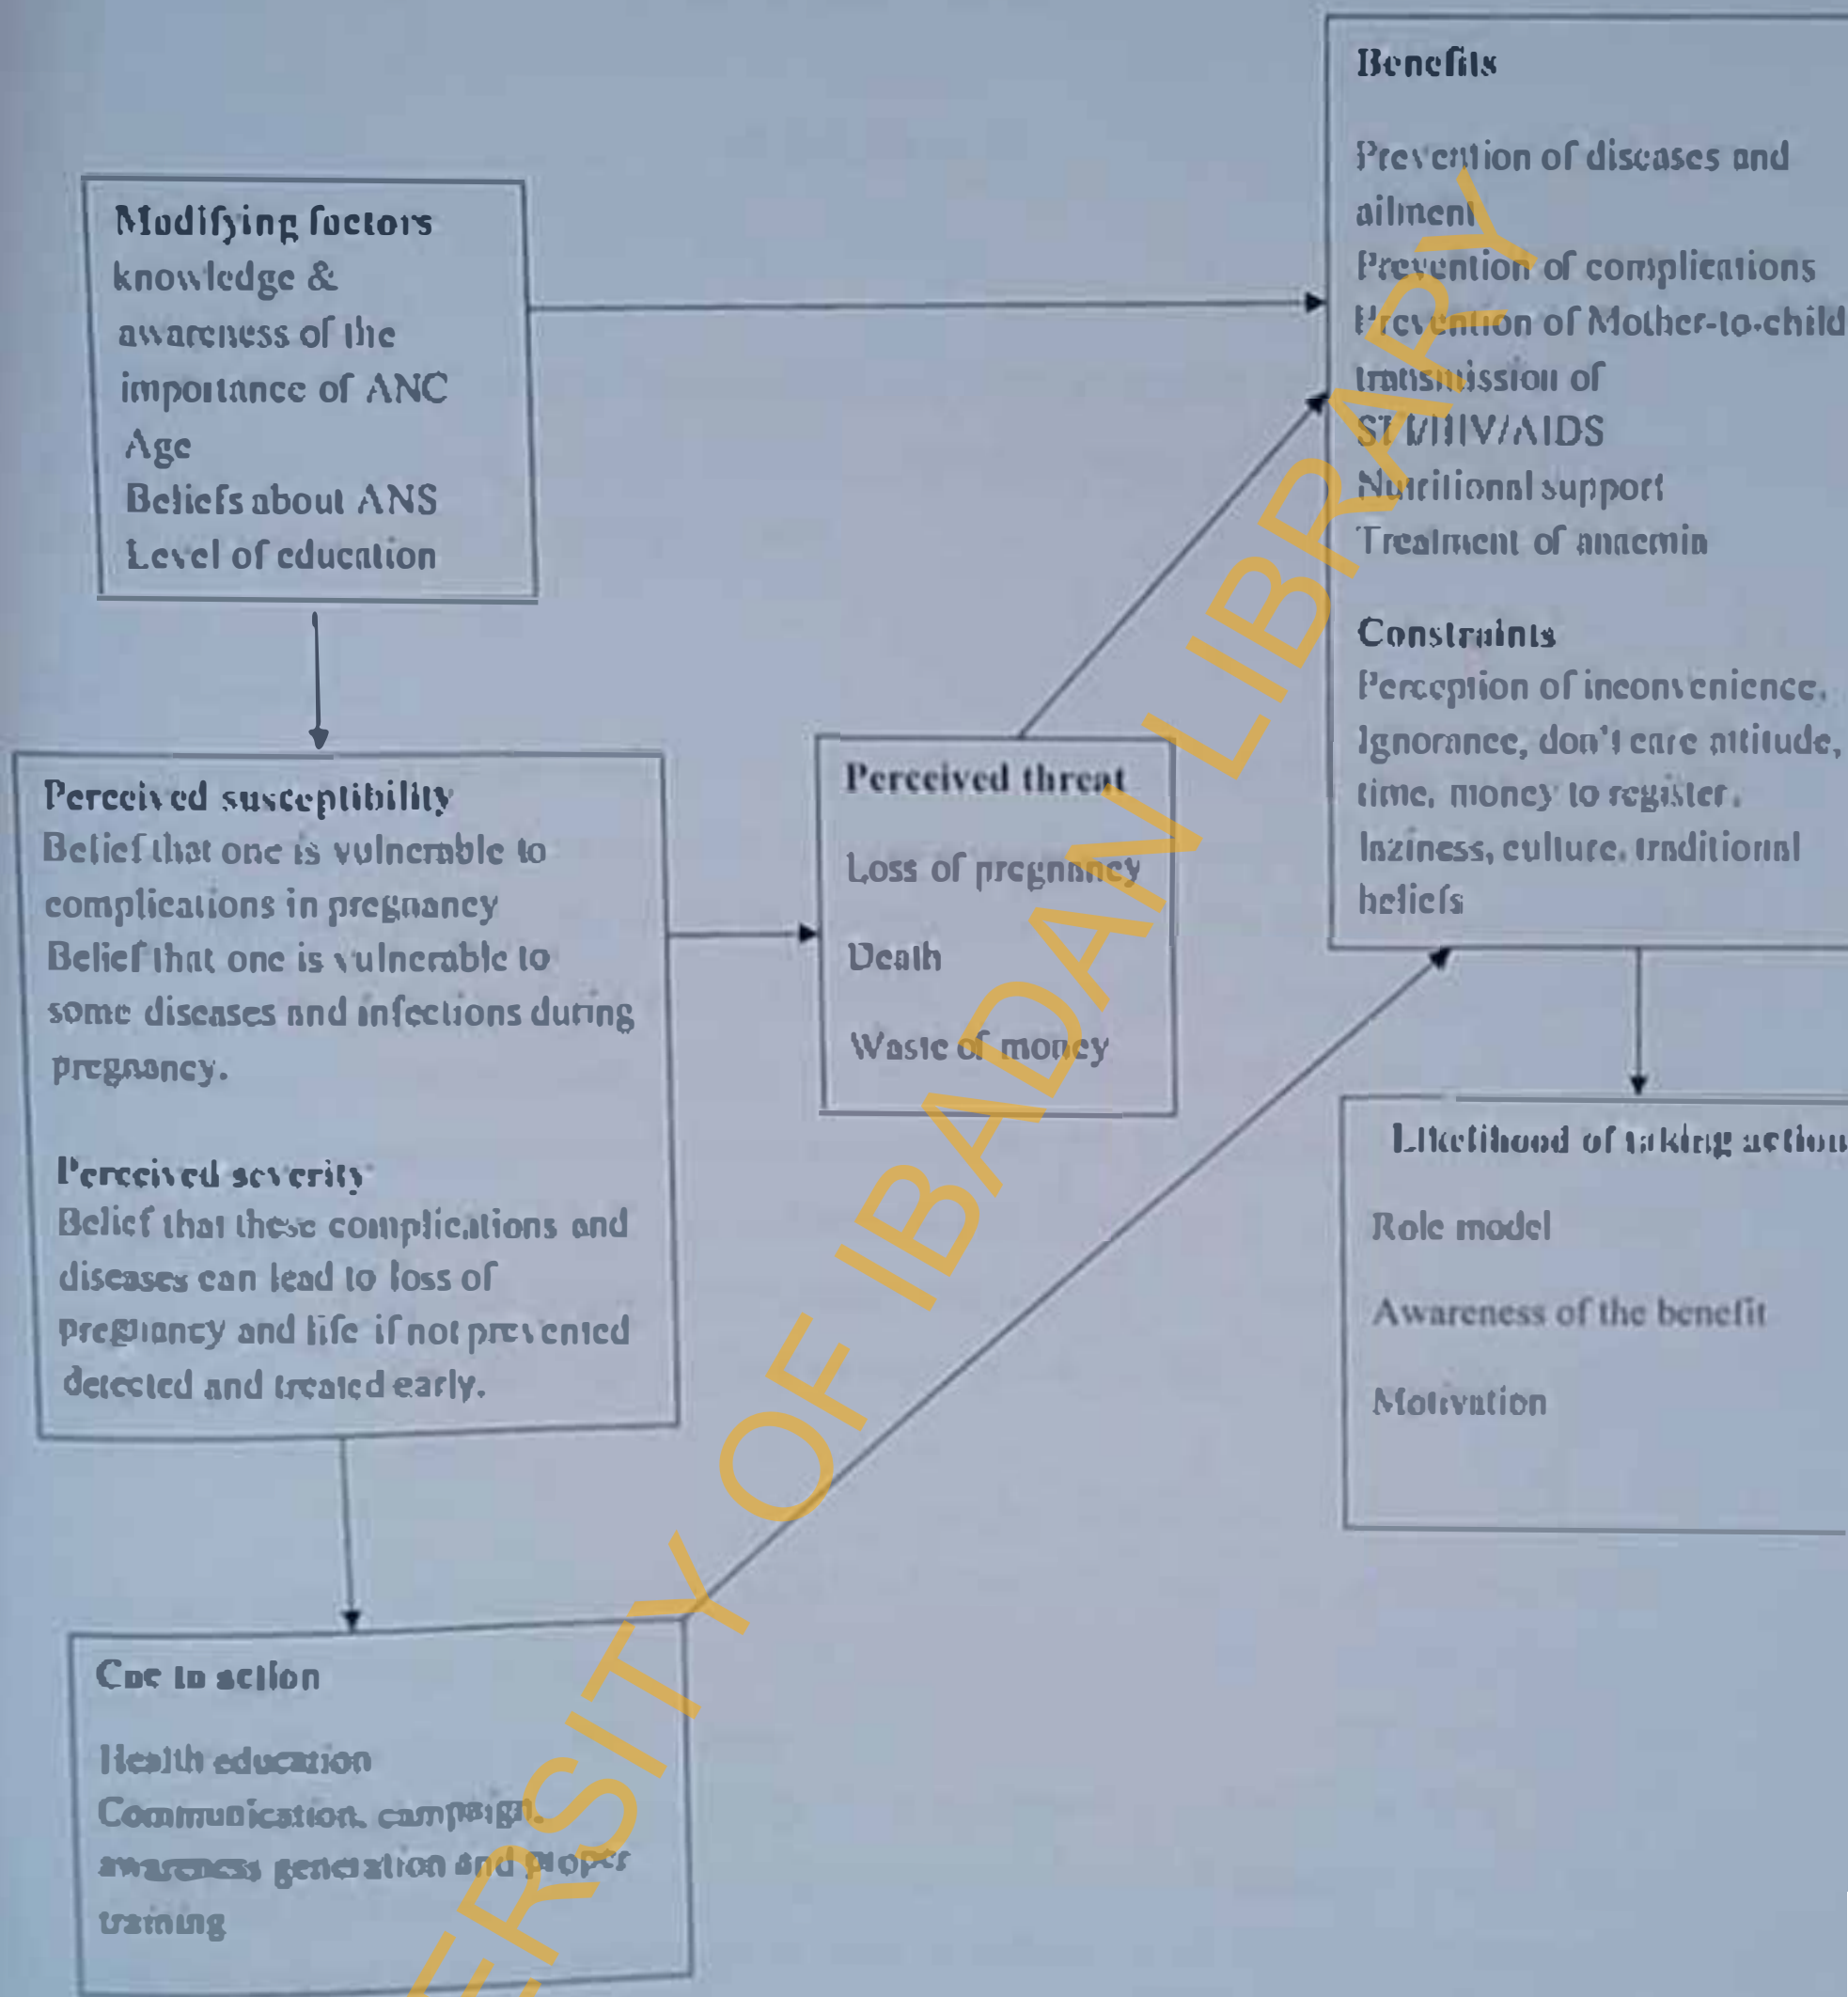 Modifying factors
knowledge &
awareness of the
importance of ANC
Age
Beliefs about ANS
Level of education
Perceived susceptibility
Belief that one is vulnerable to
complications in pregnancy
Belief that one is vulnerable to
some diseases and infections during
pregnancy.
Perceived severity
Belief that these complications and
diseases can lead to loss of
pregnancy and life if not prevented
detected and treated early.
Cue to action
Health education
Communication, campaign,
awareness generation and proper
training
Perceived threat
Loss of pregnancy
Death
Waste of money
Benefits
Prevention of diseases and
ailment
Prevention of complications
Prevention of Mother-to-child
transmission of
STI/HIV/AIDS
Nutritional support
Treatment of anaemia
Constraints
Perception of inconvenience,
Ignorance, don't care attitude,
time, money to register,
laziness, culture, traditional
beliefs
Likelihood of taking action
Role model
Awareness of the benefit
Motivation
ERSITY OF IBADAN LIBRARY